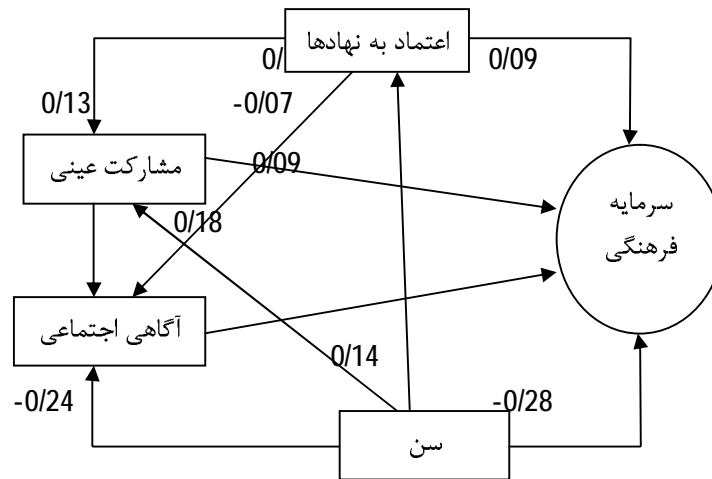 اعتماد به نهادها
0/
0/09
0/13
-0/07
مشارکت عینی
0/09
سرمایه
فرهنگی
0/18
آگاهی اجتماعی
0/14
-0/24
-0/28
سن